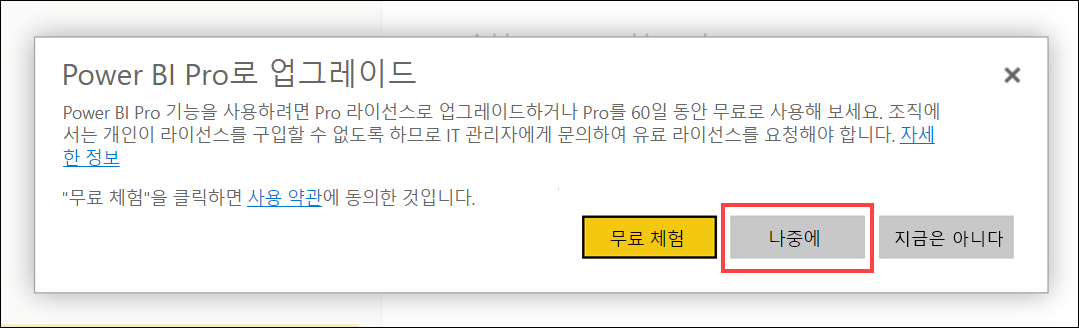 Power BI Pro로 업그레이드
Power BI Pro 기능을 사용하려면 Pro 라이선스로 업그레이드하거나 Pro를 60일 동안 무료로 사용해 보세요. 조직에
서는 개인이 라이선스를 구입할 수 없도록 하므로 IT 관리자에게 문의하여 유료 라이선스를 요청해야 합니다. 자세
한 정보
"무료 체험"을 클릭하면 사용 약관에 동의한 것입니다.
무료 체험 나중에 지금은 아니다